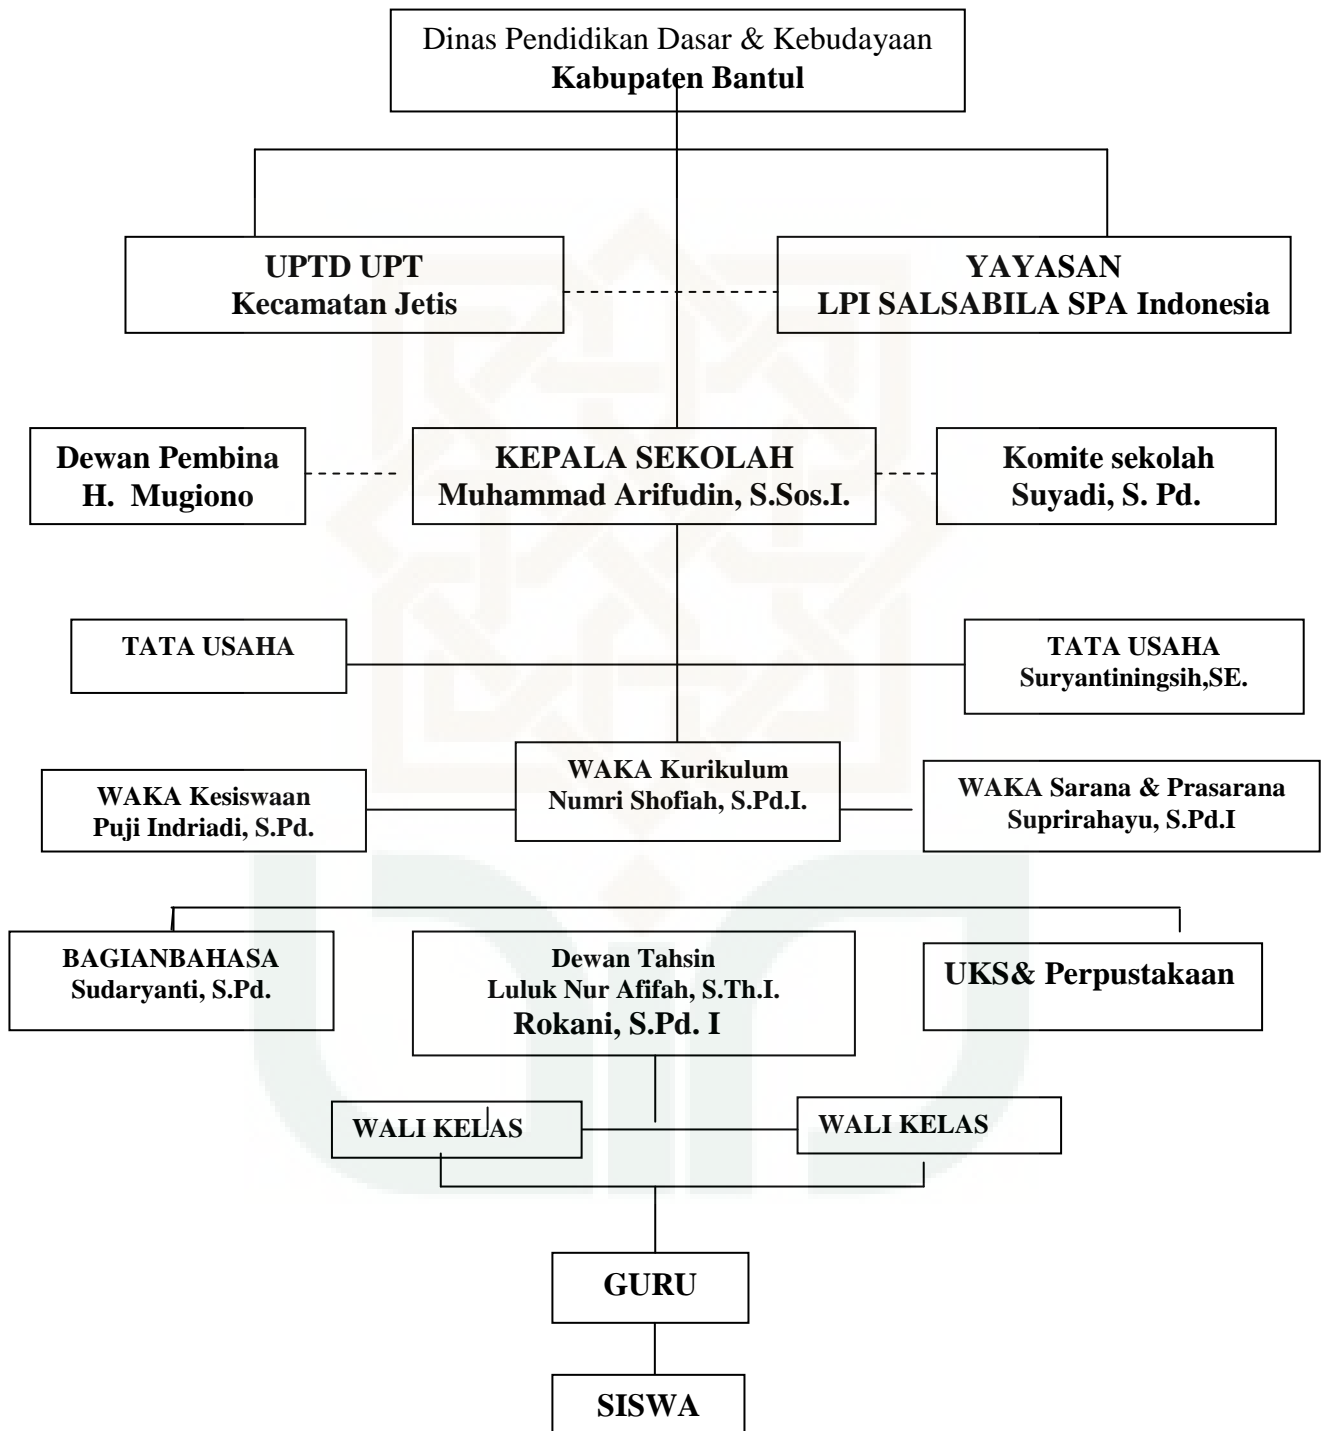 Dinas Pendidikan Dasar & Kebudayaan
Kabupaten Bantul
UPTD UPT
Kecamatan Jetis
YAYASAN
LPI SALSABILA SPA Indonesia
Dewan Pembina
H. Mugiono
KEPALA SEKOLAH
Muhammad Arifudin, S.Sos.I.
Komite sekolah
Suyadi, S. Pd.
TATA USAHA
TATA USAHA
Suryantiningsih,SE.
WAKA Kesiswaan
Puji Indriadi, S.Pd.
WAKA Kurikulum
Numri Shofiah, S.Pd.I.
WAKA Sarana & Prasarana
Suprirahayu, S.Pd.I
BAGIANBAHASA
Sudaryanti, S.Pd.
Dewan Tahsin
Luluk Nur Afifah, S.Th.I.
Rokani, S.Pd. I
UKS& Perpustakaan
WALI KELAS
WALI KELAS
GURU
SISWA